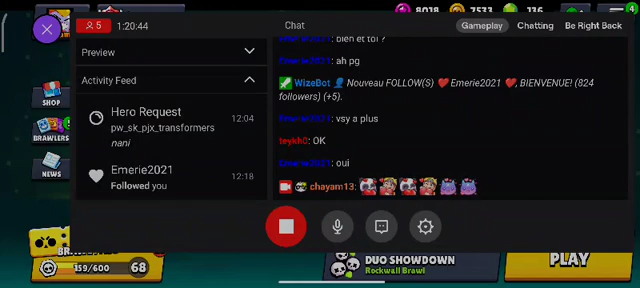 5 1:20:44 Chat Gameplay Chatting Be Right Back
8018 7533 136 4
Preview
Activity Feed
Hero Request 12:04
pw_sk_pjx_transformers
nani
Emerie2021 12:18
Followed you
Emerie2021: bien et toi ?
Emerie2021: ah pg
WizeBot Nouveau FOLLOW(S) Emerie2021 , BIENVENUE! (824
followers) (+5).
Emerie2021: vsy a plus
teykh0: OK
Emerie2021: oui
chayam13:
SHOP
BRAWLERS
NEWS
159/600 68
DUO SHOWDOWN
Rockwall Brawl
PLAY